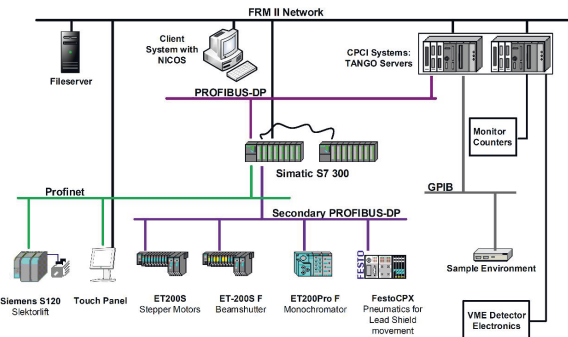 FRM II Network
Fileserver
Client
System with
NICOS
CPCI Systems:
TANGO Servers
PROFIBUS-DP
Monitor
Counters
Simatic S7 300
Profinet
GPIB
Secondary PROFIBUS-DP
FESTO
Siemens S120
Slektorlift
Touch Panel
ET200S
Stepper Motors
ET-200S F
Beamshutter
ET200Pro F
Monochromator
FestoCPX
Pneumatics for
Lead Shield
movement
Sample Environment
VME Detector
Electronics